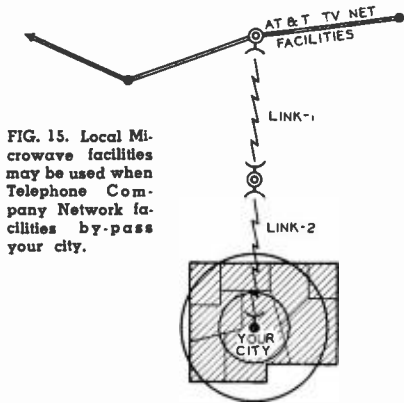 AT & T TV NET
FACILITIES
LINK-1
FIG. 15. Local Mi-
crowave facilities
may be used when
Telephone Com-
pany Network fa-
cilities by-pass
your city.
LINK-2
YOUR
CITY